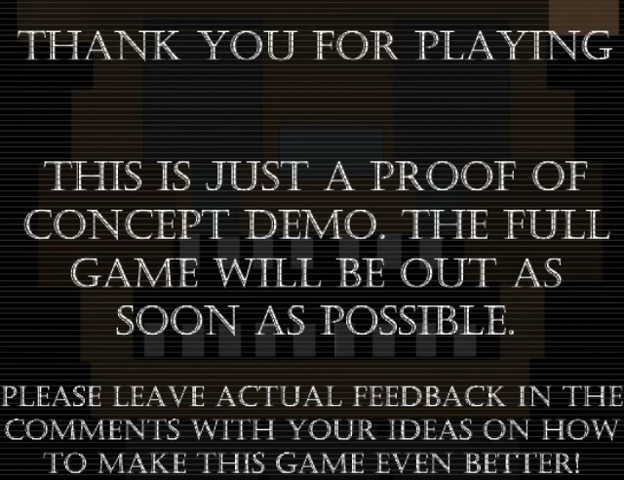 THANK YOU FOR PLAYING
THIS IS JUST A PROOF OF
CONCEPT DEMO. THE FULL
GAME WILL BE OUT AS
SOON AS POSSIBLE.
PLEASE LEAVE ACTUAL FEEDBACK IN THE
COMMENTS WITH YOUR IDEAS ON HOW
TO MAKE THIS GAME EVEN BETTER!